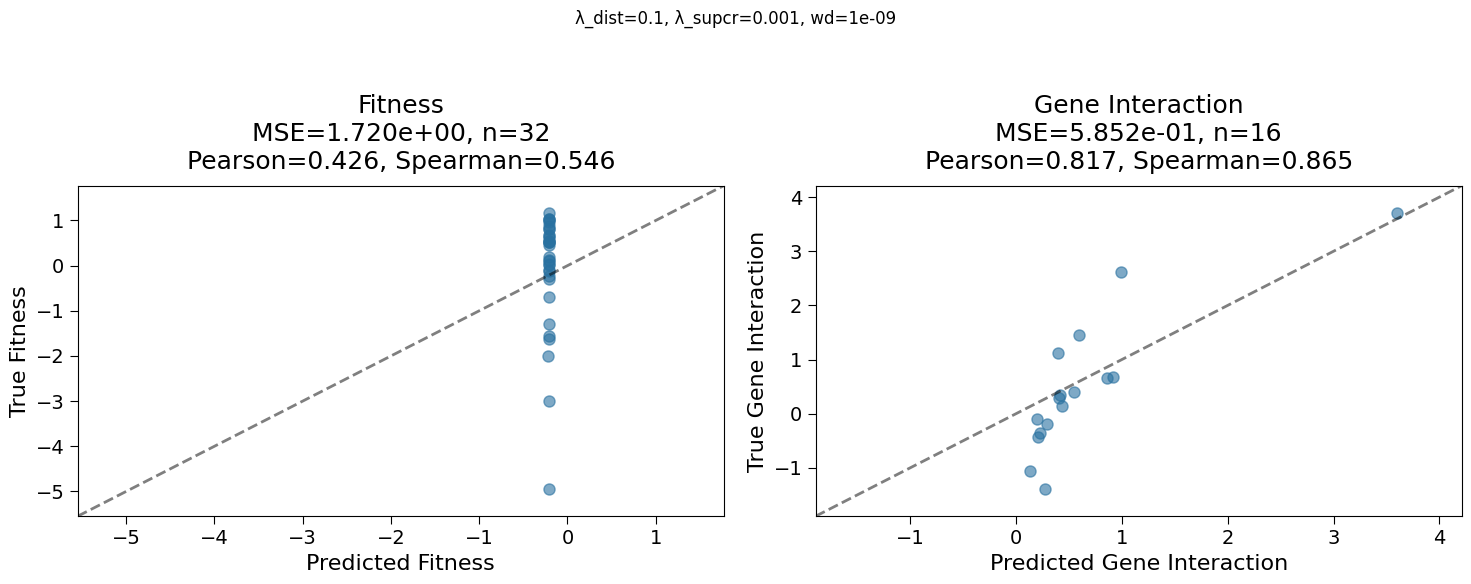 λ_dist=0.1, λ_supcr=0.001, wd=1e-09
Fitness
MSE=1.720e+00, n=32
Pearson=0.426, Spearman=0.546
True Fitness
1
0
−1
−2
−3
−4
−5
−5
−4
−3
−2
−1
0
1
Predicted Fitness
Gene Interaction
MSE=5.852e-01, n=16
Pearson=0.817, Spearman=0.865
True Gene Interaction
4
3
2
1
0
−1
−1
0
1
2
3
4
Predicted Gene Interaction